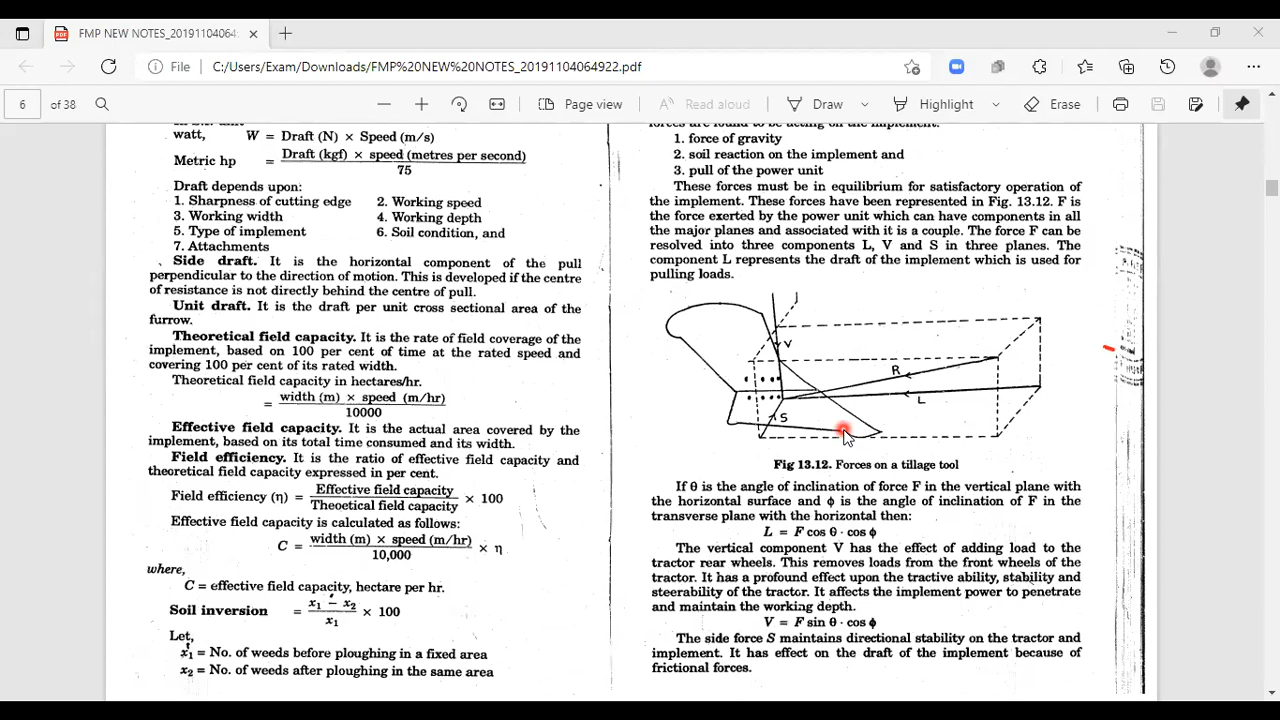 FMP NEW NOTES_2019110406492
File
C:/Users/Exam/Downloads/FMP%20NEW%20NOTES_20191104064922.pdf
6 of 38
Page view
Read aloud
Draw
Highlight
Erase
watt, W = Draft (N) × Speed (m/s)
Metric hp = Draft (kgf) × speed (metres per second)
75
Draft depends upon:
1. Sharpness of cutting edge 2. Working speed
3. Working width 4. Working depth
5. Type of implement 6. Soil condition, and
7. Attachments
Side draft. It is the horizontal component of the pull
perpendicular to the direction of motion. This is developed if the centre
of resistance is not directly behind the centre of pull.
Unit draft. It is the draft per unit cross sectional area of the
furrow.
Theoretical field capacity. It is the rate of field coverage of the
implement, based on 100 per cent of time at the rated speed and
covering 100 per cent of its rated width.
Theoretical field capacity in hectares/hr.
= width (m) × speed (m/hr)
10000
Effective field capacity. It is the actual area covered by the
implement, based on its total time consumed and its width.
Field efficiency. It is the ratio of effective field capacity and
theoretical field capacity expressed in per cent.
Field efficiency (η) = Effective field capacity
Theoetical field capacity × 100
Effective field capacity is calculated as follows:
C = width (m) × speed (m/hr)
10,000 × η
where,
C = effective field capacity, hectare per hr.
Soil inversion = x₁ − x₂
x₁ × 100
Let,
x₁ = No. of weeds before ploughing in a fixed area
x₂ = No. of weeds after ploughing in the same area
forces are found to be acting on the implement.
1. force of gravity
2. soil reaction on the implement and
3. pull of the power unit
These forces must be in equilibrium for satisfactory operation of
the implement. These forces have been represented in Fig. 13.12. F is
the force exerted by the power unit which can have components in all
the major planes and associated with it is a couple. The force F can be
resolved into three components L, V and S in three planes. The
component L represents the draft of the implement which is used for
pulling loads.
V
R
L
S
Fig 13.12. Forces on a tillage tool
If θ is the angle of inclination of force F in the vertical plane with
the horizontal surface and ϕ is the angle of inclination of F in the
transverse plane with the horizontal then:
L = F cos θ · cos ϕ
The vertical component V has the effect of adding load to the
tractor rear wheels. This removes loads from the front wheels of the
tractor. It has a profound effect upon the tractive ability, stability and
steerability of the tractor. It affects the implement power to penetrate
and maintain the working depth.
V = F sin θ · cos ϕ
The side force S maintains directional stability on the tractor and
implement. It has effect on the draft of the implement because of
frictional forces.